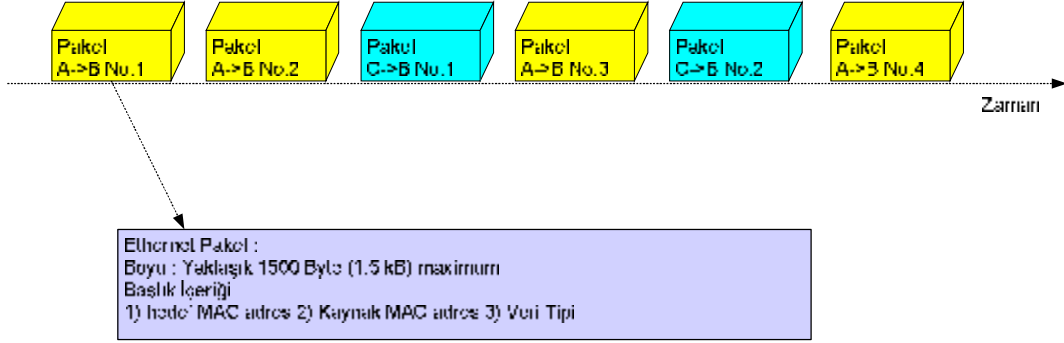 Paket
A->B No.1
Paket
A->B No.2
Paket
C->B No.1
Paket
A->B No.3
Paket
C->B No.2
Paket
A->B No.4
Zaman
Ethernet Paket :
Boyu : Yaklaşık 1500 Byte (1.5 kB) maximum
Başlık İçeriği
1) hedef MAC adres 2) Kaynak MAC adres 3) Veri Tipi